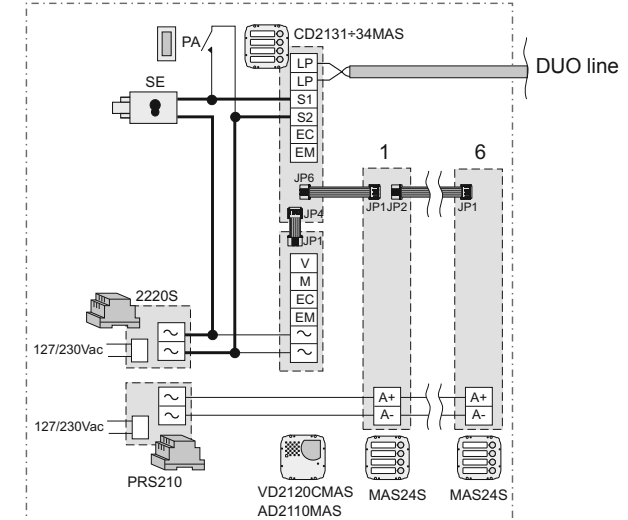 PA
CD2131÷34MAS
LP
DUO line
LP
SE
S1
S2
EC
EM
1
6
JP6
JP1
JP2
JP1
JP4
JP1
V
M
2220S
EC
EM
~
~
~
~
127/230Vac
~
A+
A+
~
A-
A-
127/230Vac
PRS210
VD2120CMAS
AD2110MAS
MAS24S
MAS24S